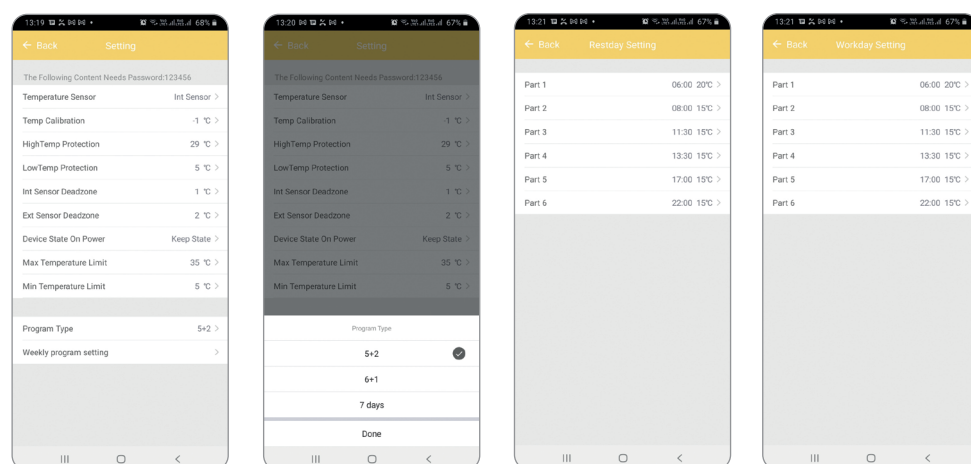 13:19 68%
← Back Setting
The Following Content Needs Password:123456
Temperature Sensor Int Sensor >
Temp Calibration -1 ℃ >
HighTemp Protection 29 ℃ >
LowTemp Protection 5 ℃ >
Int Sensor Deadzone 1 ℃ >
Ext Sensor Deadzone 2 ℃ >
Device State On Power Keep State >
Max Temperature Limit 35 ℃ >
Min Temperature Limit 5 ℃ >
Program Type 5+2 >
Weekly program setting >
13:20 67%
← Back Setting
The Following Content Needs Password:123456
Temperature Sensor Int Sensor >
Temp Calibration -1 ℃ >
HighTemp Protection 29 ℃ >
LowTemp Protection 5 ℃ >
Int Sensor Deadzone 1 ℃ >
Ext Sensor Deadzone 2 ℃ >
Device State On Power Keep State >
Max Temperature Limit 35 ℃ >
Min Temperature Limit 5 ℃ >
Program Type
5+2
6+1
7 days
Done
13:21 67%
← Back Restday Setting
Part 1 06:00 20℃ >
Part 2 08:00 15℃ >
Part 3 11:30 15℃ >
Part 4 13:30 15℃ >
Part 5 17:00 15℃ >
Part 6 22:00 15℃ >
13:21 67%
← Back Workday Setting
Part 1 06:00 20℃ >
Part 2 08:00 15℃ >
Part 3 11:30 15℃ >
Part 4 13:30 15℃ >
Part 5 17:00 15℃ >
Part 6 22:00 15℃ >